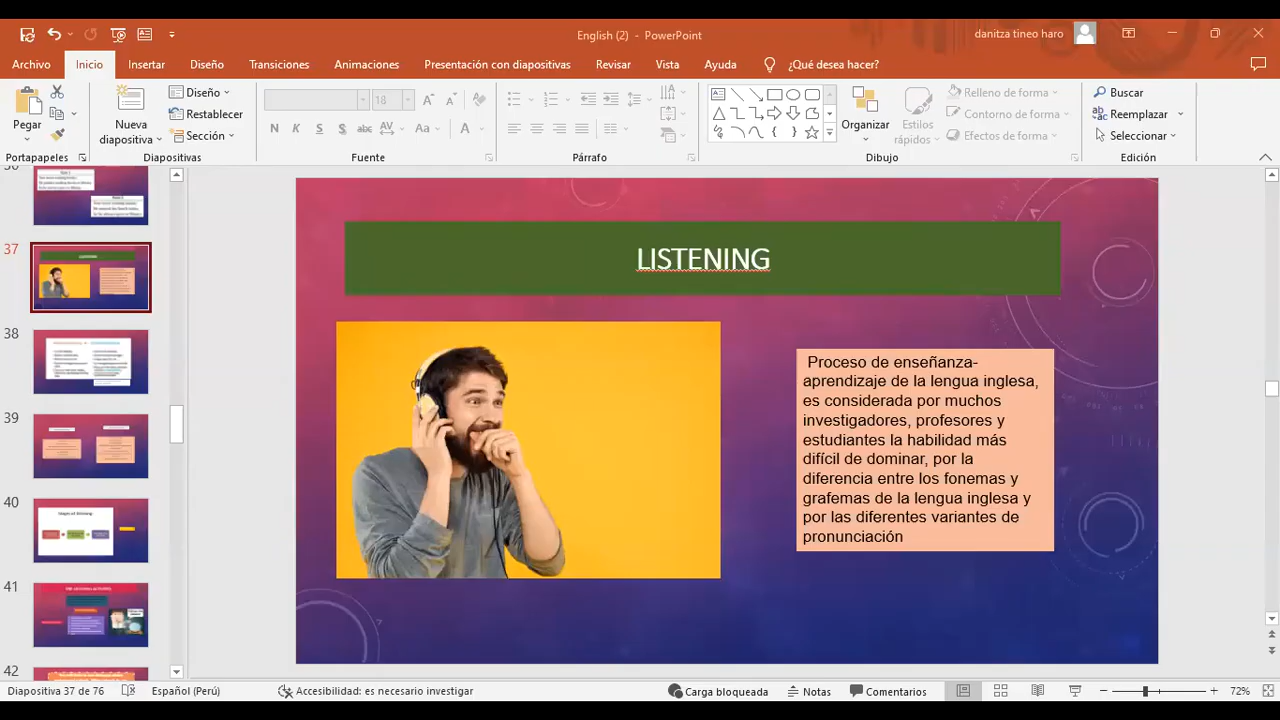 English (2) - PowerPoint
danitza tineo haro
Archivo
Inicio
Insertar
Diseño
Transiciones
Animaciones
Presentación con diapositivas
Revisar
Vista
Ayuda
¿Qué desea hacer?
Pegar
Portapapeles
Nueva
diapositiva
Diseño
Restablecer
Sección
Diapositivas
18
N
K
S
S
abc
AV
Aa
A
Fuente
Párrafo
Organizar
Estilos
rápidos
Relleno de forma
Contorno de forma
Efectos de forma
Dibujo
Buscar
Reemplazar
Seleccionar
Edición
37
38
39
40
41
42
LISTENING
Proceso de enseñanza-
aprendizaje de la lengua inglesa,
es considerada por muchos
investigadores, profesores y
estudiantes la habilidad más
difícil de dominar, por la
diferencia entre los fonemas y
grafemas de la lengua inglesa y
por las diferentes variantes de
pronunciación
Diapositiva 37 de 76
Español (Perú)
Accesibilidad: es necesario investigar
Carga bloqueada
Notas
Comentarios
72%